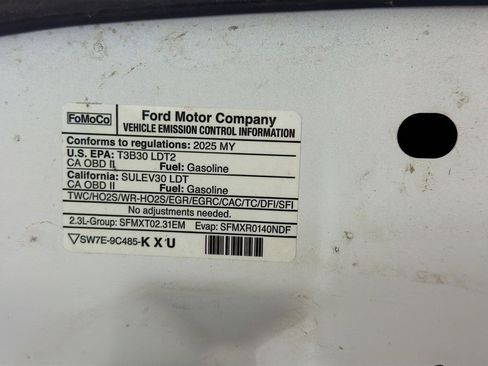 FoMoCo
Ford Motor Company
VEHICLE EMISSION CONTROL INFORMATION
Conforms to regulations: 2025 MY
U.S. EPA: T3B30 LDT2
CA OBD II Fuel: Gasoline
California: SULEV30 LDT
CA OBD II Fuel: Gasoline
TWC/HO2S/WR-HO2S/EGR/EGRC/CAC/TC/DFI/SFI
No adjustments needed.
2.3L-Group: SFMXT02.31EM Evap: SFMXR0140NDF
SW7E-9C485-K X U